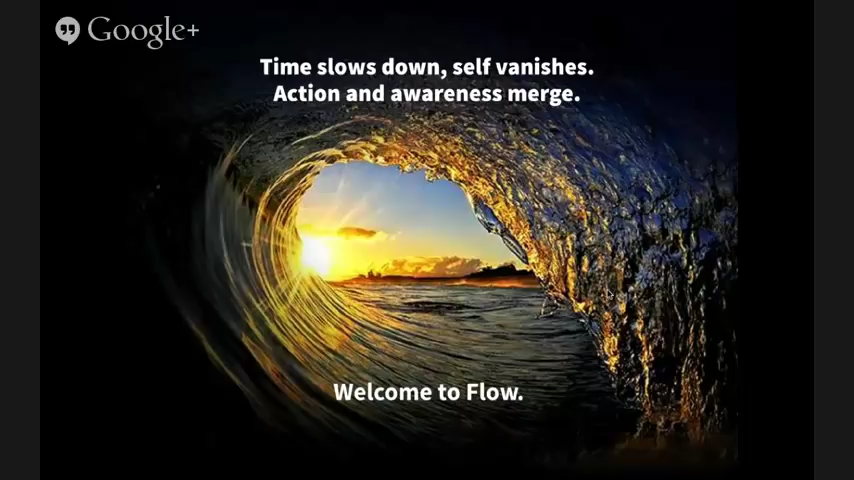 Google+
Time slows down, self vanishes.
Action and awareness merge.
Welcome to Flow.